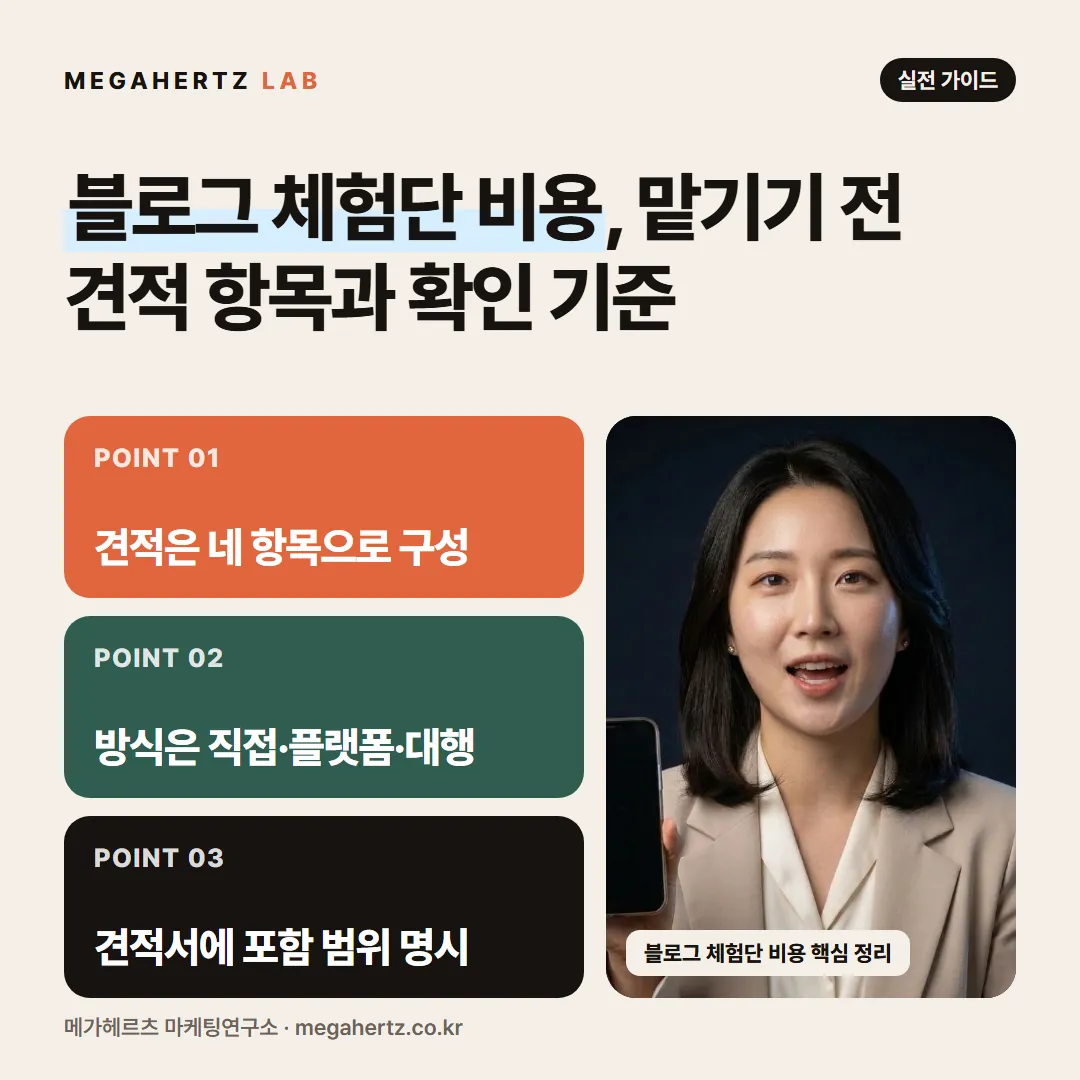 MEGAHERTZ LAB
실전 가이드
블로그 체험단 비용, 맡기기 전
견적 항목과 확인 기준
POINT 01
견적은 네 항목으로 구성
POINT 02
방식은 직접·플랫폼·대행
POINT 03
견적서에 포함 범위 명시
블로그 체험단 비용 핵심 정리
메가헤르츠 마케팅연구소 · megahertz.co.kr